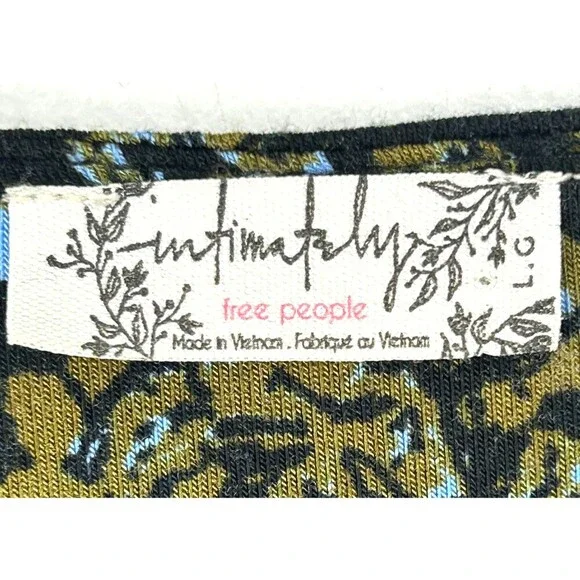 intimately
free people
Made in Vietnam . Fabriqué au Vietnam
L.G